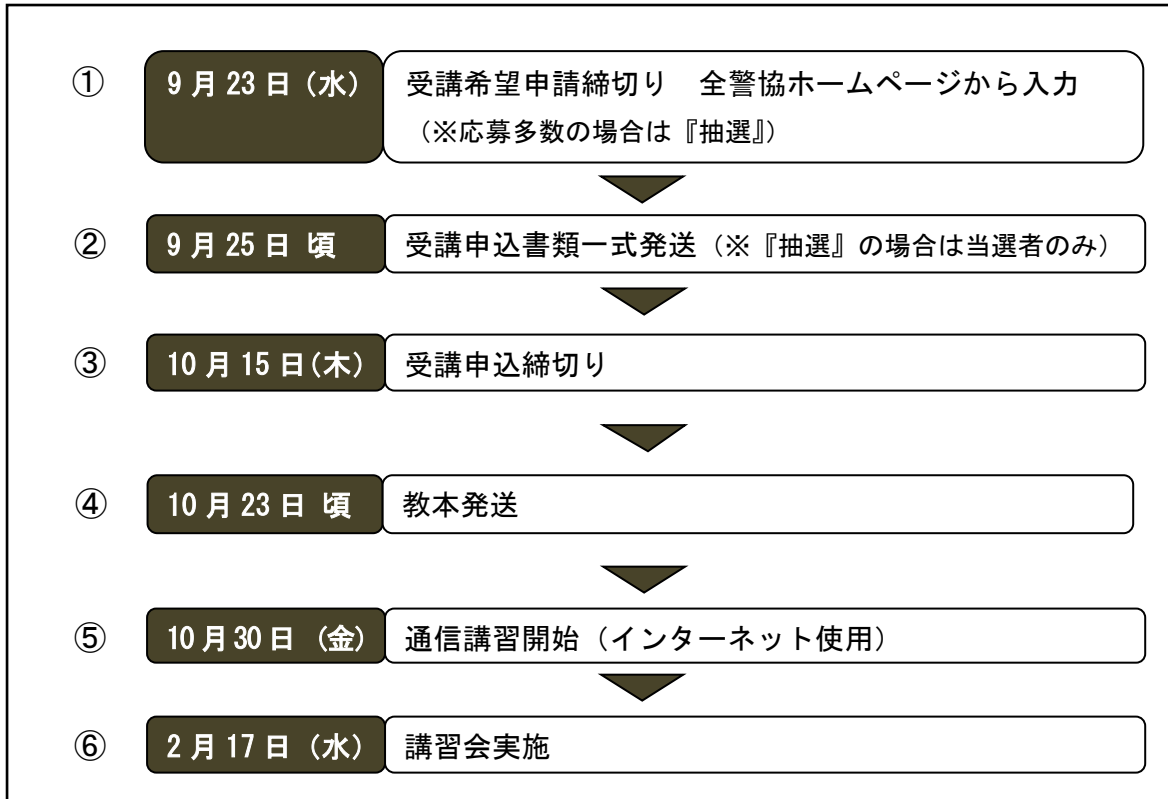 ① 9月23日（水） 受講希望申請締切り　全警協ホームページから入力
（※応募多数の場合は『抽選』）
② 9月25日 頃 受講申込書類一式発送（※『抽選』の場合は当選者のみ）
③ 10月15日（木） 受講申込締切り
④ 10月23日 頃 教本発送
⑤ 10月30日 （金） 通信講習開始（インターネット使用）
⑥ 2月17日（水） 講習会実施